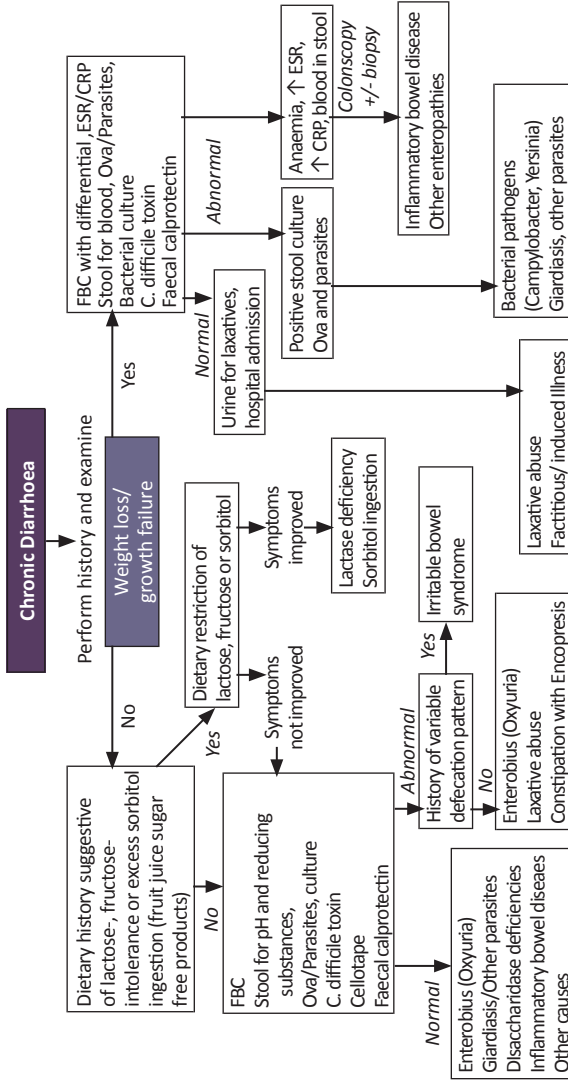 Chronic Diarrhoea
Perform history and examine
Weight loss/
growth failure
No
Yes
Dietary history suggestive
of lactose-, fructose-
intolerance or excess sorbitol
ingestion (fruit juice sugar
free products)
Yes
No
Dietary restriction of
lactose, fructose or sorbitol
Symptoms
not improved
Symptoms
improved
Lactase deficiency
Sorbitol ingestion
FBC
Stool for pH and reducing
substances,
Ova/Parasites, culture
C. difficile toxin
Cellotape
Faecal calprotectin
Normal
Abnormal
History of variable
defecation pattern
Yes
Irritable bowel
syndrome
No
Enterobius (Oxyuria)
Laxative abuse
Constipation with Encopresis
Enterobius (Oxyuria)
Giardiasis/Other parasites
DIsaccharidase deficiencies
Inflammatory bowel diseaes
Other causes
FBC with differential ,ESR/CRP
Stool for blood, Ova/Parasites,
Bacterial culture
C. difficile toxin
Faecal calprotectin
Normal
Abnormal
Urine for laxatives,
hospital admission
Laxative abuse
Factitious/ induced Illness
Positive stool culture
Ova and parasites
Bacterial pathogens
(Campylobacter, Yersinia)
Giardiasis, other parasites
Anaemia, ↑ ESR,
↑ CRP, blood in stool
Colonscopy
+/- biopsy
Inflammatory bowel disease
Other enteropathies